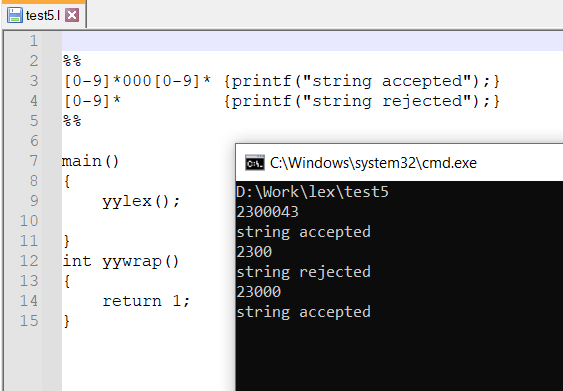 test5.l
1
2 %%
3 [0-9]*000[0-9]* {printf("string accepted");}
4 [0-9]*          {printf("string rejected");}
5 %%
6
7 main()
8 {
9     yylex();
10
11 }
12 int yywrap()
13 {
14     return 1;
15 }
C:\Windows\system32\cmd.exe
D:\Work\lex\test5
2300043
string accepted
2300
string rejected
23000
string accepted